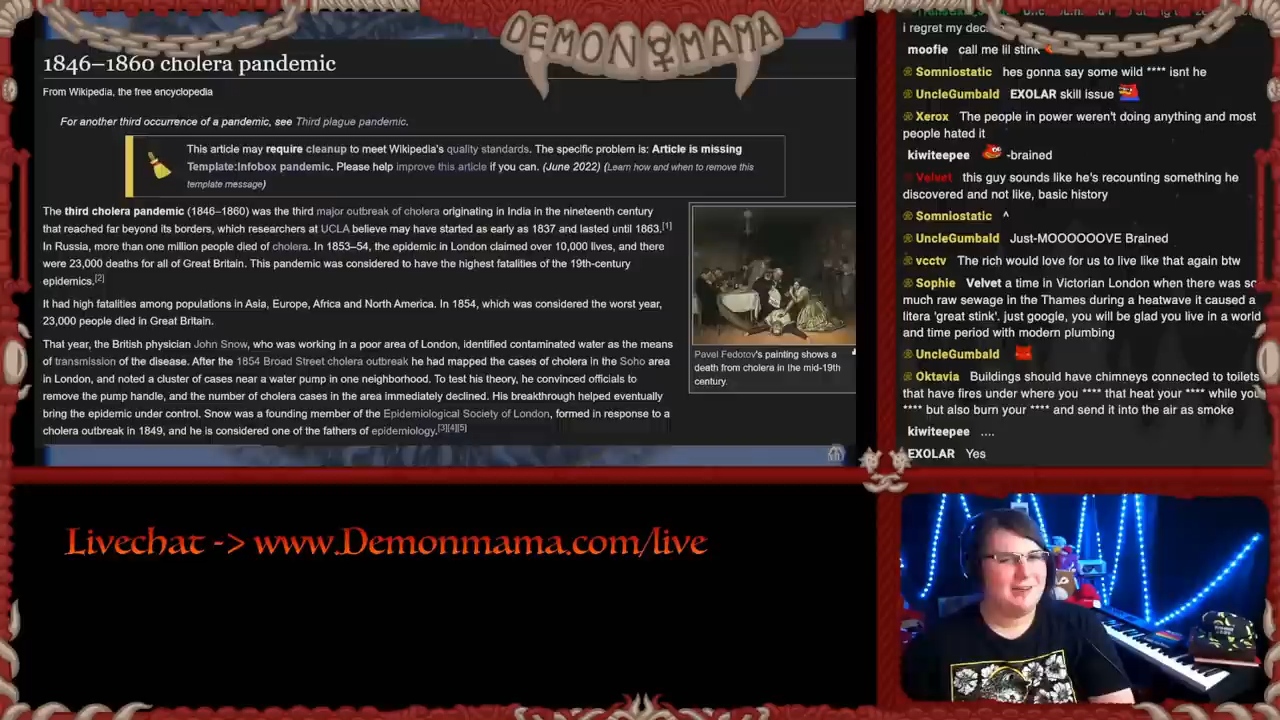 DEMON MAMA
1846–1860 cholera pandemic
From Wikipedia, the free encyclopedia
For another third occurrence of a pandemic, see Third plague pandemic.
This article may require cleanup to meet Wikipedia's quality standards. The specific problem is: Article is missing
Template:Infobox pandemic. Please help improve this article if you can. (June 2022) (Learn how and when to remove this
template message)
The third cholera pandemic (1846–1860) was the third major outbreak of cholera originating in India in the nineteenth century
that reached far beyond its borders, which researchers at UCLA believe may have started as early as 1837 and lasted until 1863.[1]
In Russia, more than one million people died of cholera. In 1853–54, the epidemic in London claimed over 10,000 lives, and there
were 23,000 deaths for all of Great Britain. This pandemic was considered to have the highest fatalities of the 19th-century
epidemics.[2]
It had high fatalities among populations in Asia, Europe, Africa and North America. In 1854, which was considered the worst year,
23,000 people died in Great Britain.
That year, the British physician John Snow, who was working in a poor area of London, identified contaminated water as the means
of transmission of the disease. After the 1854 Broad Street cholera outbreak he had mapped the cases of cholera in the Soho area
in London, and noted a cluster of cases near a water pump in one neighborhood. To test his theory, he convinced officials to
remove the pump handle, and the number of cholera cases in the area immediately declined. His breakthrough helped eventually
bring the epidemic under control. Snow was a founding member of the Epidemiological Society of London, formed in response to a
cholera outbreak in 1849, and he is considered one of the fathers of epidemiology.[3][4][5]
Pavel Fedotov's painting shows a
death from cholera in the mid-19th
century.
i regret my dec
moofie call me lil stink
Somniostatic hes gonna say some wild **** isnt he
UncleGumbald EXOLAR skill issue
Xerox The people in power weren't doing anything and most
people hated it
kiwiteepee -brained
Velvet this guy sounds like he's recounting something he
discovered and not like, basic history
Somniostatic ^
UncleGumbald Just-MOOOOOOVE Brained
vcctv The rich would love for us to live like that again btw
Sophie Velvet a time in Victorian London when there was so
much raw sewage in the Thames during a heatwave it caused a
litera 'great stink'. just google, you will be glad you live in a world
and time period with modern plumbing
UncleGumbald
Oktavia Buildings should have chimneys connected to toilets
that have fires under where you **** that heat your **** while you
**** but also burn your **** and send it into the air as smoke
kiwiteepee ....
EXOLAR Yes
Livechat -> www.Demonmama.com/live